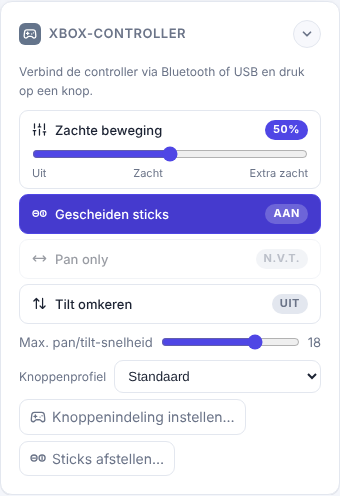 XBOX-CONTROLLER
Verbind de controller via Bluetooth of USB en druk
op een knop.
Zachte beweging 50%
Uit Zacht Extra zacht
Gescheiden sticks AAN
Pan only N.V.T.
Tilt omkeren UIT
Max. pan/tilt-snelheid 18
Knoppenprofiel Standaard
Knoppenindeling instellen...
Sticks afstellen...